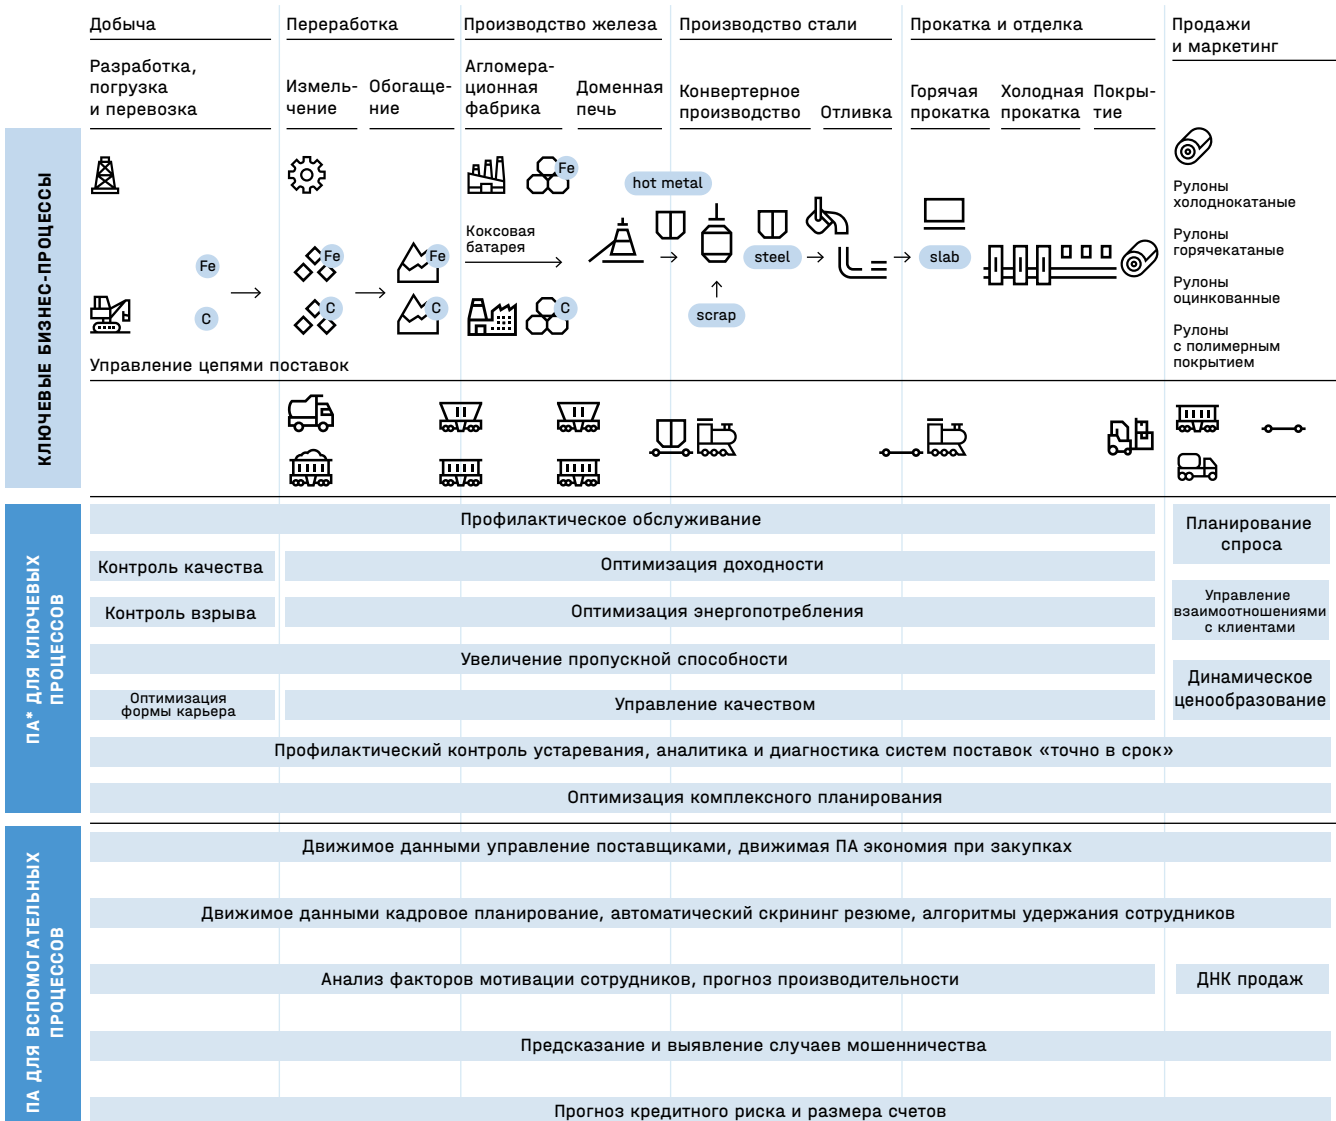 Добыча
Переработка
Производство железа
Производство стали
Прокатка и отделка
Продажи
и маркетинг
Разработка,
погрузка
и перевозка
Измель-
чение
Обогаще-
ние
Агломера-
ционная
фабрика
Доменная
печь
Конвертерное
производство
Отливка
Горячая
прокатка
Холодная
прокатка
Покры-
тие
КЛЮЧЕВЫЕ БИЗНЕС-ПРОЦЕССЫ
Fe
C
Fe
C
Fe
C
Fe
Коксовая
батарея
C
hot metal
steel
scrap
slab
Рулоны
холоднокатаные
Рулоны
горячекатаные
Рулоны
оцинкованные
Рулоны
с полимерным
покрытием
Управление цепями поставок
ПА* ДЛЯ КЛЮЧЕВЫХ
ПРОЦЕССОВ
Профилактическое обслуживание
Планирование
спроса
Контроль качества
Оптимизация доходности
Контроль взрыва
Оптимизация энергопотребления
Управление
взаимоотношениями
с клиентами
Увеличение пропускной способности
Оптимизация
формы карьера
Управление качеством
Динамическое
ценообразование
Профилактический контроль устаревания, аналитика и диагностика систем поставок «точно в срок»
Оптимизация комплексного планирования
ПА ДЛЯ ВСПОМОГАТЕЛЬНЫХ
ПРОЦЕССОВ
Движимое данными управление поставщиками, движимая ПА экономия при закупках
Движимое данными кадровое планирование, автоматический скрининг резюме, алгоритмы удержания сотрудников
Анализ факторов мотивации сотрудников, прогноз производительности
ДНК продаж
Предсказание и выявление случаев мошенничества
Прогноз кредитного риска и размера счетов